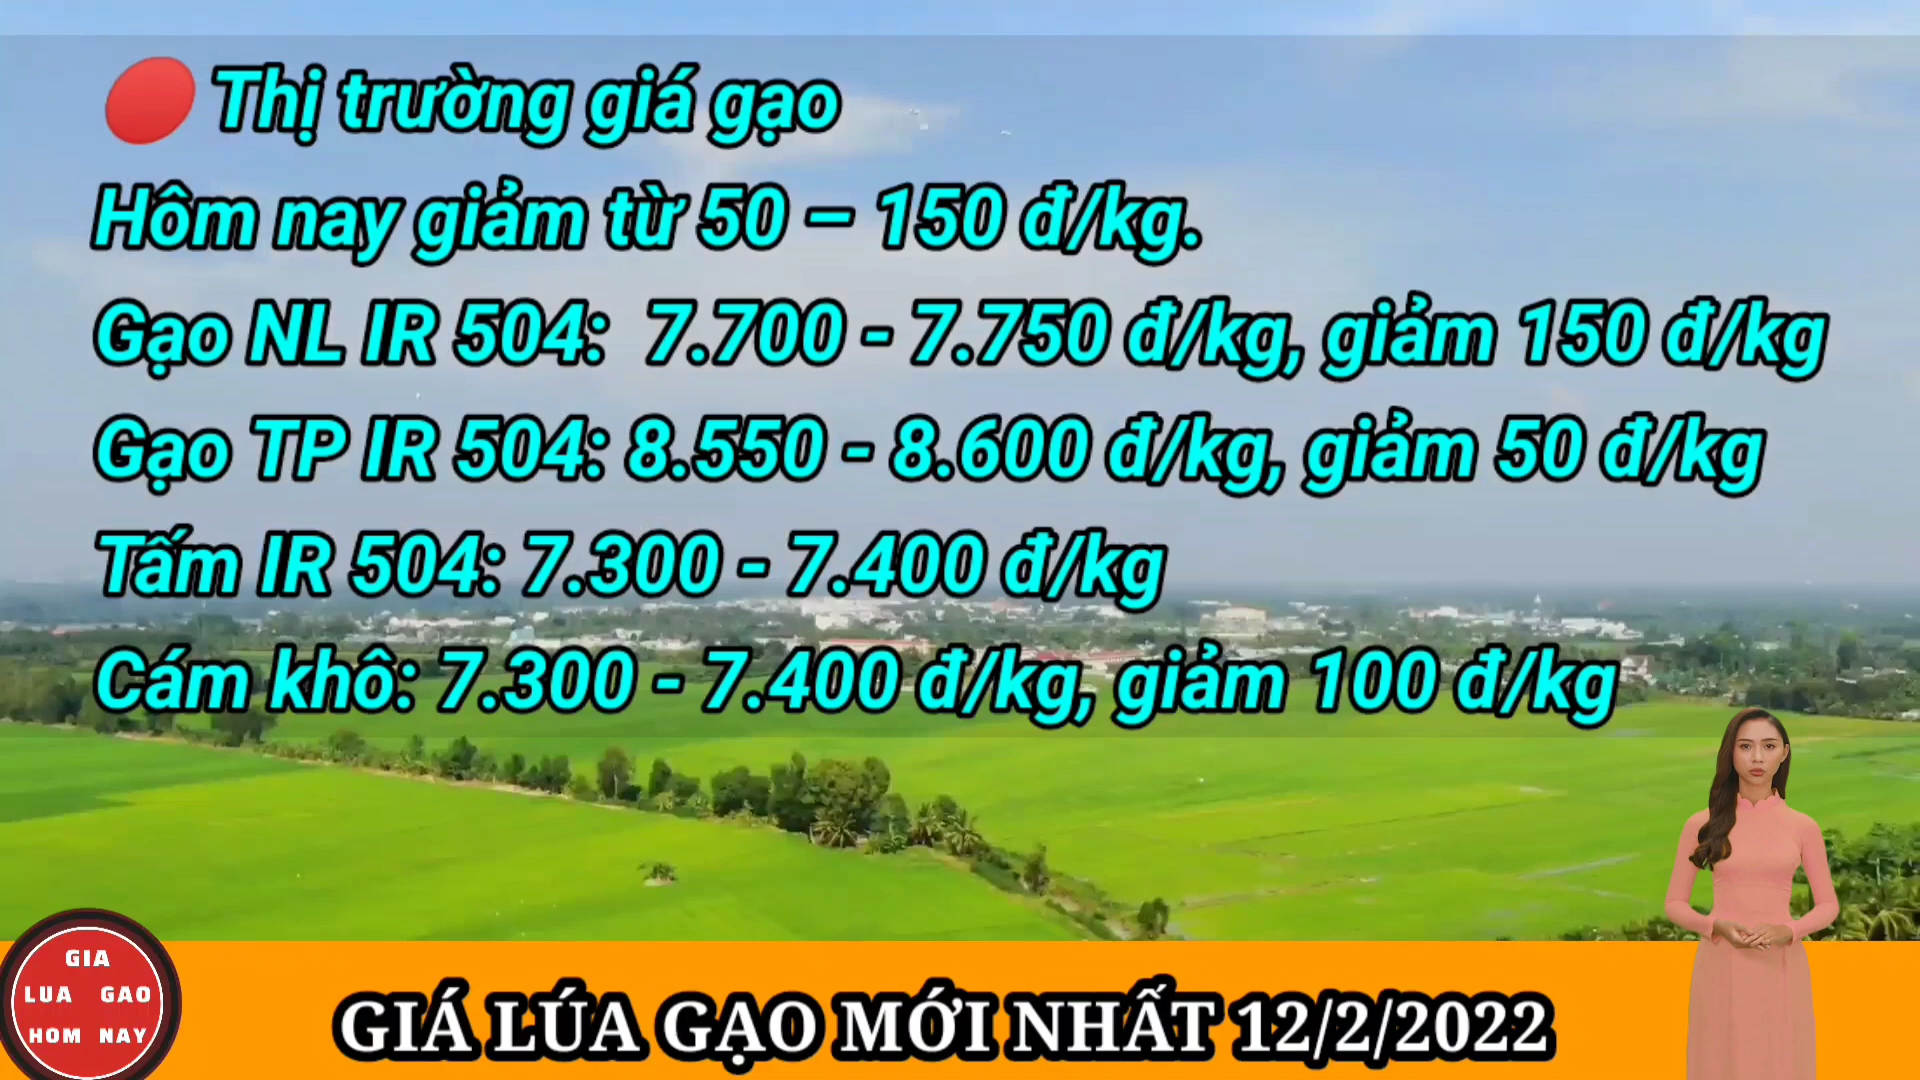 Thị trường giá gạo
Hôm nay giảm từ 50 – 150 đ/kg.
Gạo NL IR 504: 7.700 - 7.750 đ/kg, giảm 150 đ/kg
Gạo TP IR 504: 8.550 - 8.600 đ/kg, giảm 50 đ/kg
Tấm IR 504: 7.300 - 7.400 đ/kg
Cám khô: 7.300 - 7.400 đ/kg, giảm 100 đ/kg
GIA
LUA GAO
HOM NAY
GIÁ LÚA GẠO MỚI NHẤT 12/2/2022